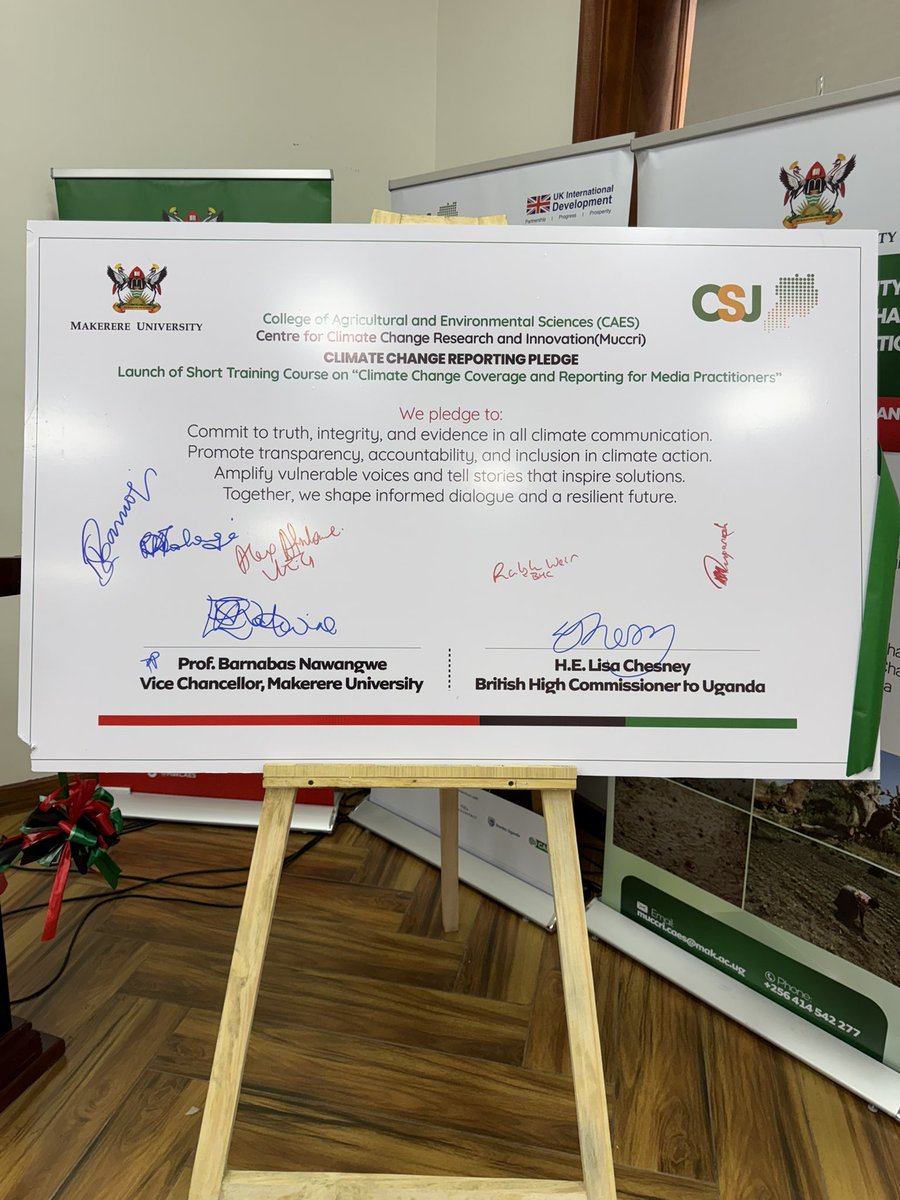 UK International
Development
Partnership | Progress | Prosperity
MAKERERE UNIVERSITY
CSJ
College of Agricultural and Environmental Sciences (CAES)
Centre for Climate Change Research and Innovation(Muccri)
CLIMATE CHANGE REPORTING PLEDGE
Launch of Short Training Course on “Climate Change Coverage and Reporting for Media Practitioners”
We pledge to:
Commit to truth, integrity, and evidence in all climate communication.
Promote transparency, accountability, and inclusion in climate action.
Amplify vulnerable voices and tell stories that inspire solutions.
Together, we shape informed dialogue and a resilient future.
Ralph Weir
BHC
Prof. Barnabas Nawangwe
Vice Chancellor, Makerere University
H.E. Lisa Chesney
British High Commissioner to Uganda
Email
muccri.caes@mak.ac.ug
Phone:
+256 414 542 277